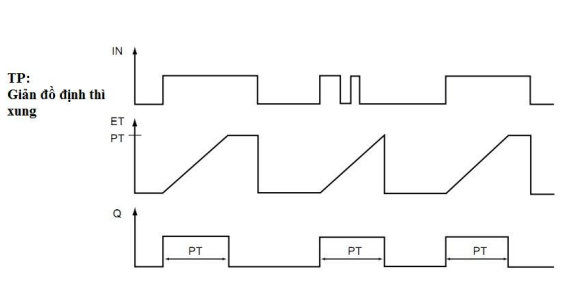 IN
TP:
Giản đồ định thì
xung
ET
PT
Q
PT
PT
PT